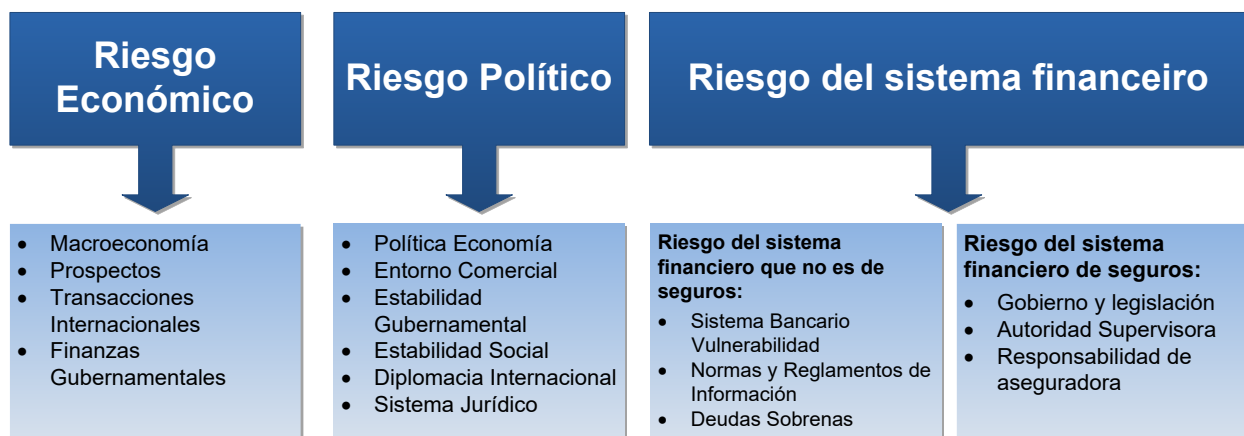 Riesgo
Económico
Riesgo Político
Riesgo del sistema financeiro
• Macroeconomía
• Prospectos
• Transacciones
Internacionales
• Finanzas
Gubernamentales
• Política Economía
• Entorno Comercial
• Estabilidad
Gubernamental
• Estabilidad Social
• Diplomacia Internacional
• Sistema Jurídico
Riesgo del sistema
financiero que no es de
seguros:
• Sistema Bancario
Vulnerabilidad
• Normas y Reglamentos de
Información
• Deudas Sobrenas
Riesgo del sistema
financiero de seguros:
• Gobierno y legislación
• Autoridad Supervisora
• Responsabilidad de
aseguradora